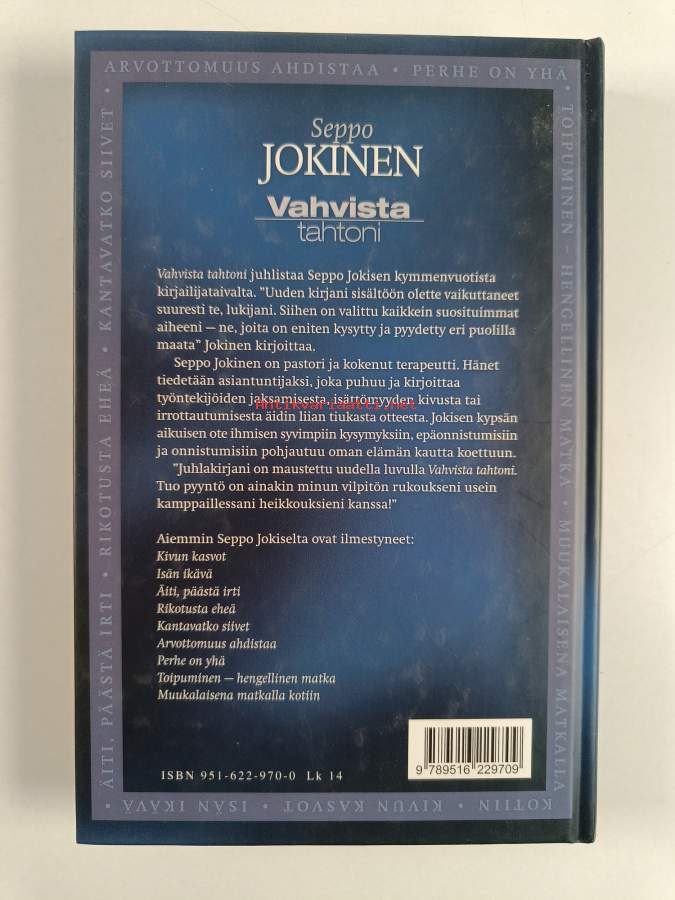 ARVOTTOMUUS AHDISTAA • PERHE ON YHÄ •
TOIPUMINEN – HENGELLINEN MATKA • MUUKALAISENA MATKALLA
KOTIIN • KIVUN KASVOT • ISÄN IKÄVÄ •
ÄITI, PÄÄSTÄ IRTI • RIKOTUSTA EHEÄ • KANTAVATKO SIIVET •
Seppo
JOKINEN
Vahvista
tahtoni
Vahvista tahtoni juhlistaa Seppo Jokisen kymmenvuotista
kirjailijataivalta. "Uuden kirjani sisältöön olette vaikuttaneet
suuresti te, lukijani. Siihen on valittu kaikkein suosituimmat
aiheeni — ne, joita on eniten kysytty ja pyydetty eri puolilla
maata" Jokinen kirjoittaa.
Seppo Jokinen on pastori ja kokenut terapeutti. Hänet
tiedetään asiantuntijaksi, joka puhuu ja kirjoittaa
työntekijöiden jaksamisesta, isättömyyden kivusta tai
Antikvariaatti.net
irrottautumisesta äidin liian tiukasta otteesta. Jokisen kypsän
aikuisen ote ihmisen syvimpiin kysymyksiin, epäonnistumisiin
ja onnistumisiin pohjautuu oman elämän kautta koettuun.
"Juhlakirjani on maustettu uudella luvulla Vahvista tahtoni.
Tuo pyyntö on ainakin minun vilpitön rukoukseni usein
kamppaillessani heikkouksieni kanssa!"
Aiemmin Seppo Jokiselta ovat ilmestyneet:
Kivun kasvot
Isän ikävä
Äiti, päästä irti
Rikotusta eheä
Kantavatko siivet
Arvottomuus ahdistaa
Perhe on yhä
Toipuminen — hengellinen matka
Muukalaisena matkalla kotiin
ISBN 951-622-970-0 Lk 14
9 789516 229709